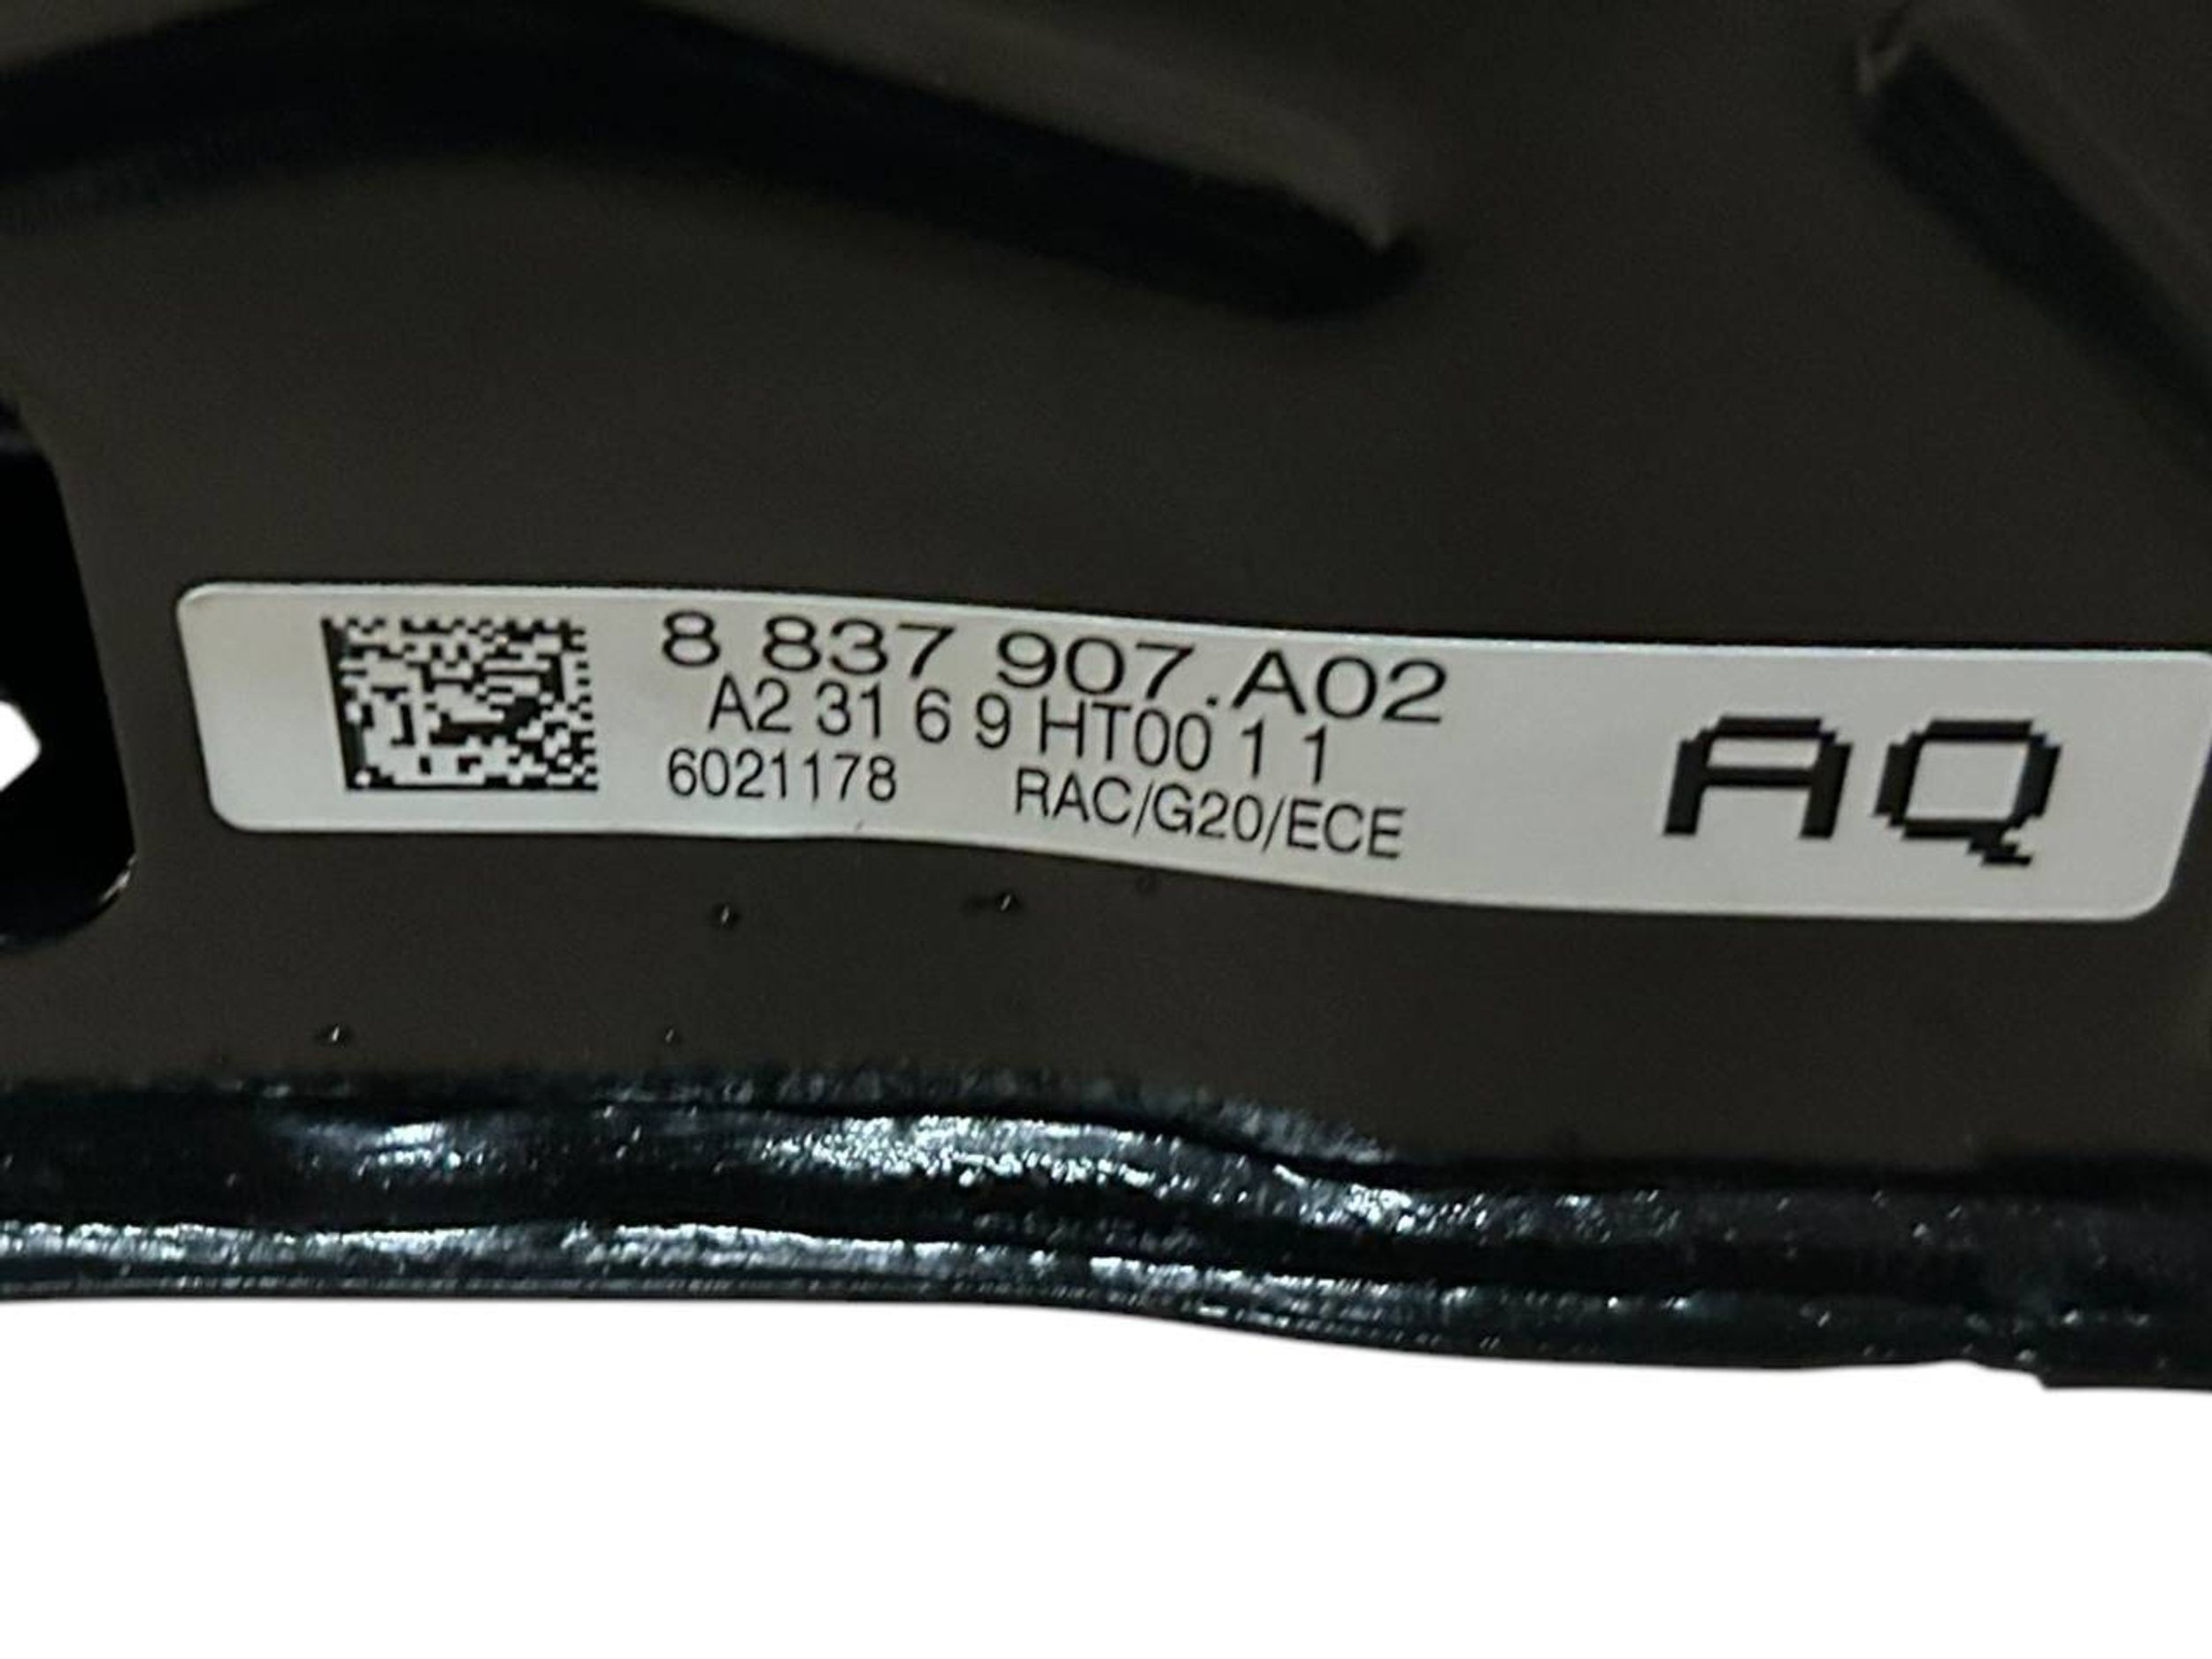 8 837 907.A02
A2 31 6 9 HT00 1 1
6021178 RAC/G20/ECE
AQ